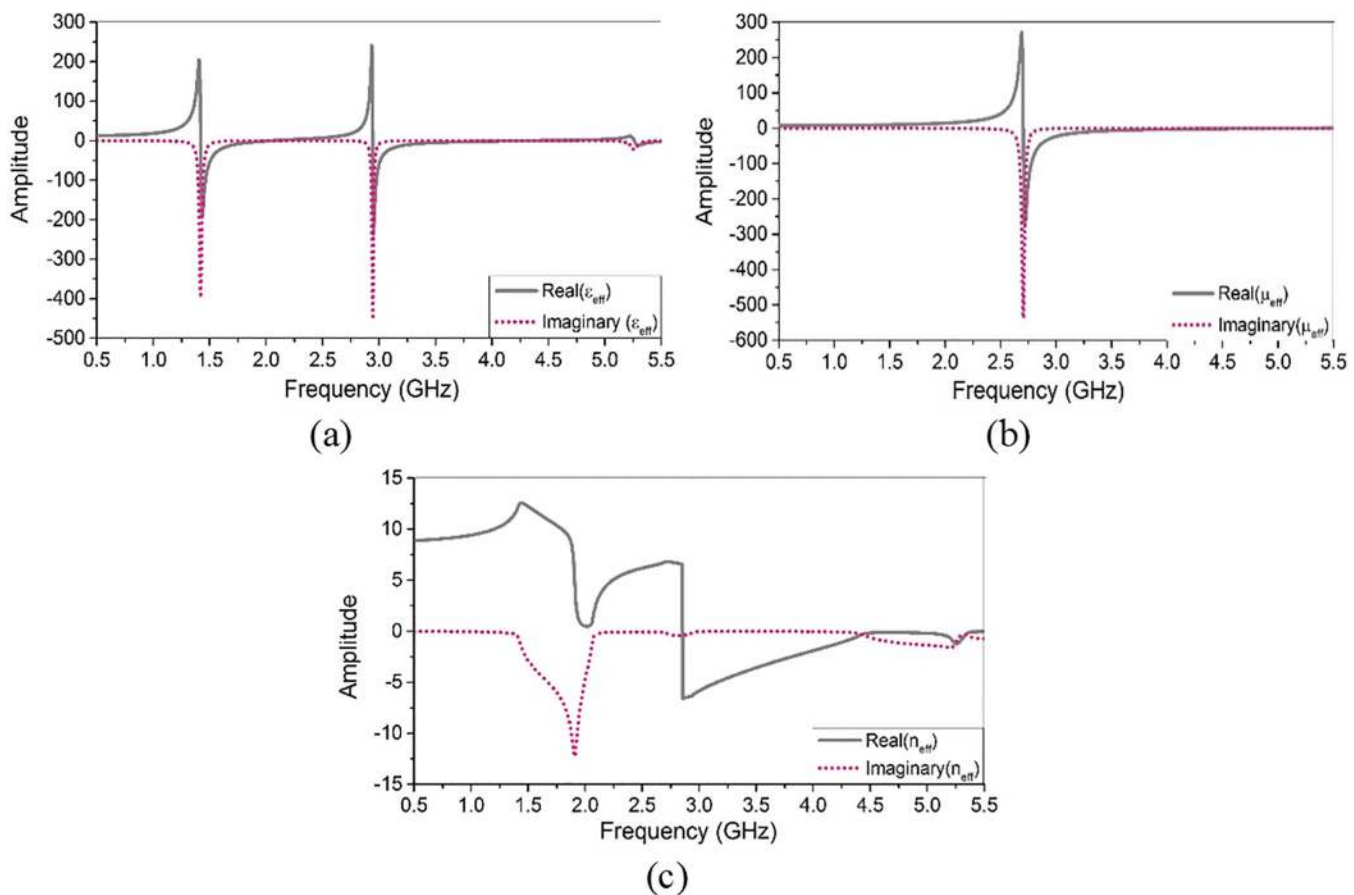 300
200
100
0
-100
-200
-300
-400
-500
Amplitude
0.5 1.0 1.5 2.0 2.5 3.0 3.5 4.0 4.5 5.0 5.5
Frequency (GHz)
Real(εeff)
Imaginary (εeff)
(a)
300
200
100
0
-100
-200
-300
-400
-500
-600
Amplitude
0.5 1.0 1.5 2.0 2.5 3.0 3.5 4.0 4.5 5.0 5.5
Frequency (GHz)
Real(μeff)
Imaginary(μeff)
(b)
15
10
5
0
-5
-10
-15
Amplitude
0.5 1.0 1.5 2.0 2.5 3.0 3.5 4.0 4.5 5.0 5.5
Frequency (GHz)
Real(neff)
Imaginary(neff)
(c)